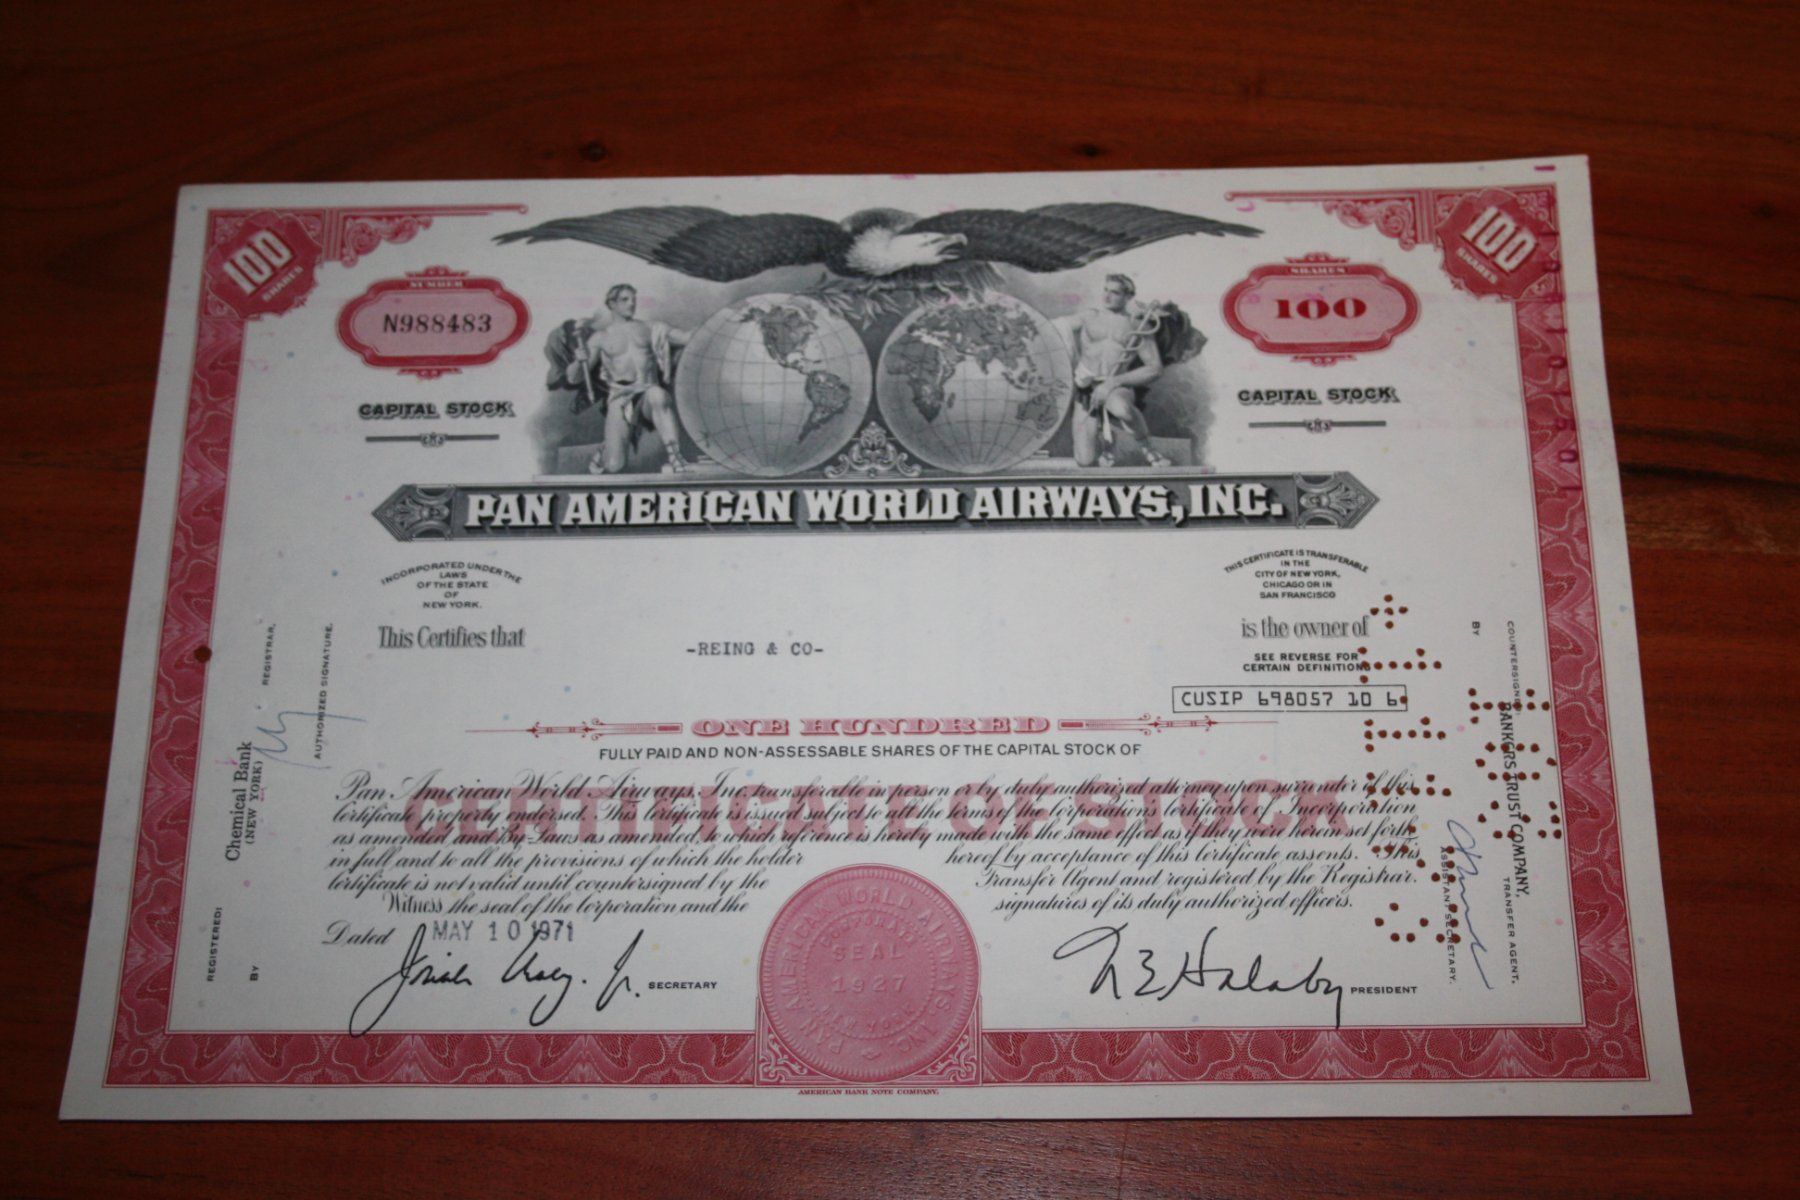 100
SHARES
100
SHARES
NUMBER
N988483
SHARES
100
CAPITAL STOCK
CAPITAL STOCK
PAN AMERICAN WORLD AIRWAYS, INC.
INCORPORATED UNDER THE
LAWS
OF THE STATE
OF
NEW YORK.
THIS CERTIFICATE IS TRANSFERABLE
IN THE
CITY OF NEW YORK,
CHICAGO OR IN
SAN FRANCISCO
This Certifies that
-REING & CO-
is the owner of
SEE REVERSE FOR
CERTAIN DEFINITIONS
CUSIP 698057 10 6
ONE HUNDRED
FULLY PAID AND NON-ASSESSABLE SHARES OF THE CAPITAL STOCK OF
CERTIFICATE OF STOCK
Pan American World Airways, Inc. transferable in person or by duly authorized attorney upon surrender of this
Certificate properly endorsed. This Certificate is issued subject to all the terms of the Corporation's Certificate of Incorporation
as amended and By-Laws as amended, to which reference is hereby made with the same effect as if they were herein set forth
in full and to all the provisions of which the holder hereof by acceptance of this Certificate assents. This
Certificate is not valid until countersigned by the Transfer Agent and registered by the Registrar.
Witness the seal of the Corporation and the signatures of its duly authorized officers.
Dated MAY 10 1971
SECRETARY
N E Halaby
PRESIDENT
PAN AMERICAN WORLD AIRWAYS, INC.
CORPORATE
SEAL
1927
NEW YORK
AMERICAN BANK NOTE COMPANY.
REGISTERED:
Chemical Bank
(NEW YORK)
REGISTRAR,
BY
AUTHORIZED SIGNATURE.
COUNTERSIGNED:
BANKERS TRUST COMPANY,
TRANSFER AGENT.
BY
ASSISTANT SECRETARY.